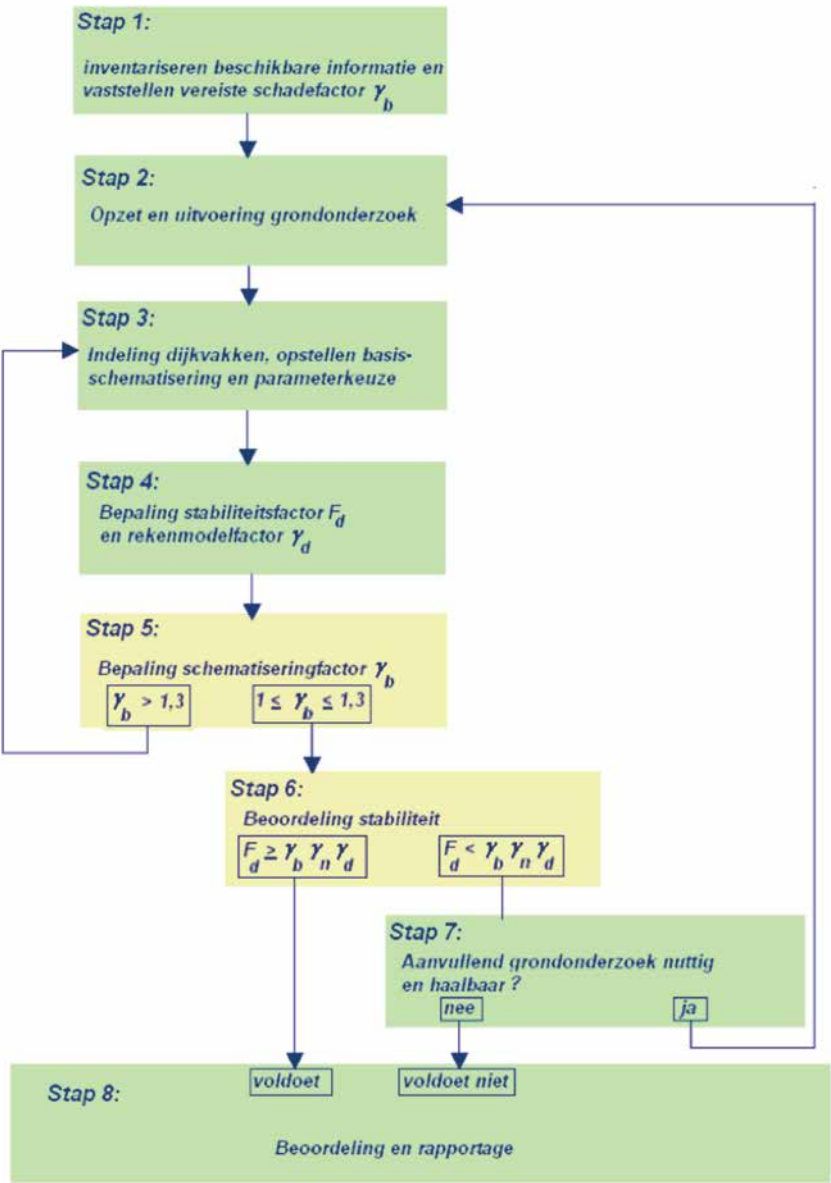 Stap 1:
inventariseren beschikbare informatie en
vaststellen vereiste schadefactor γb
Stap 2:
Opzet en uitvoering grondonderzoek
Stap 3:
Indeling dijkvakken, opstellen basis-
schematisering en parameterkeuze
Stap 4:
Bepaling stabiliteitsfactor Fd
en rekenmodelfactor γd
Stap 5:
Bepaling schematiseringfactor γb
γb > 1,3
1 ≤ γb ≤ 1,3
Stap 6:
Beoordeling stabiliteit
Fd ≥ γb γn γd
Fd < γb γn γd
Stap 7:
Aanvullend grondonderzoek nuttig
en haalbaar ?
nee
ja
voldoet
voldoet niet
Stap 8:
Beoordeling en rapportage